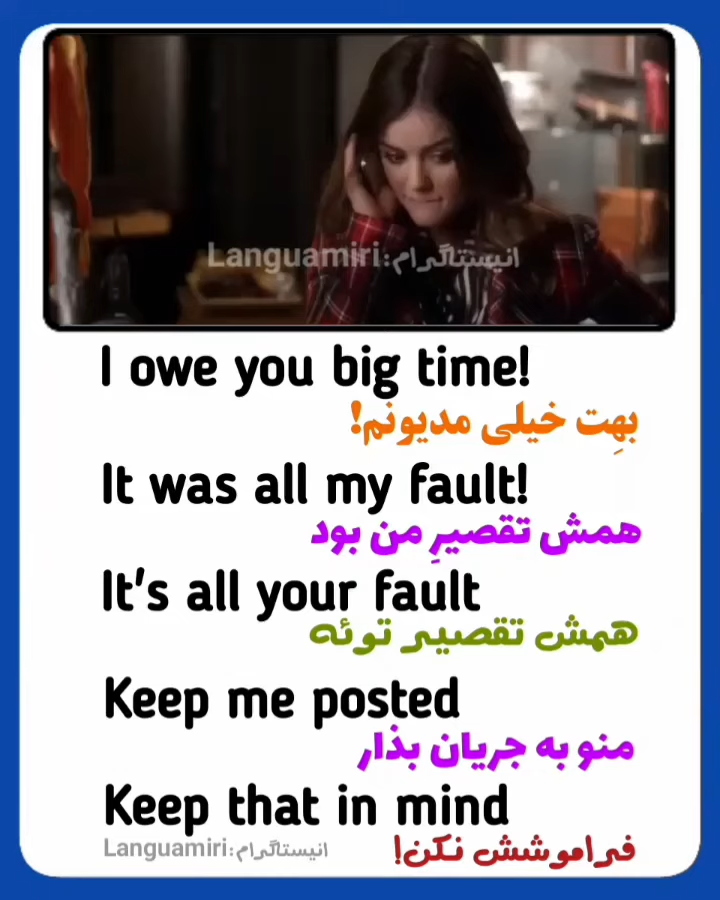 Languamiri:انیستاگرام
I owe you big time!
بهِت خیلی مدیونم!
It was all my fault!
همش تقصیرِ من بود
It's all your fault
همش تقصیر توئه
Keep me posted
منو به جریان بذار
Keep that in mind
فراموشش نکن!
Languamiri:انیستاگرام